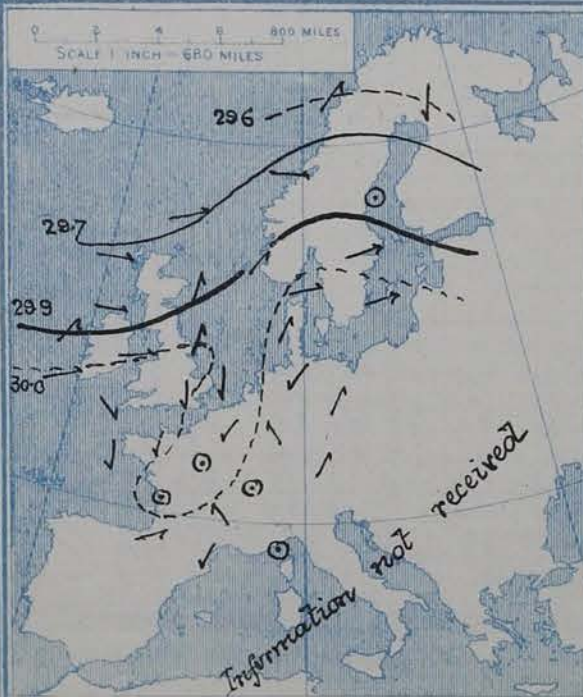 0 2 4 800 MILES
SCALE 1 INCH = 680 MILES
29.6
29.7
29.9
30.0
Information not received